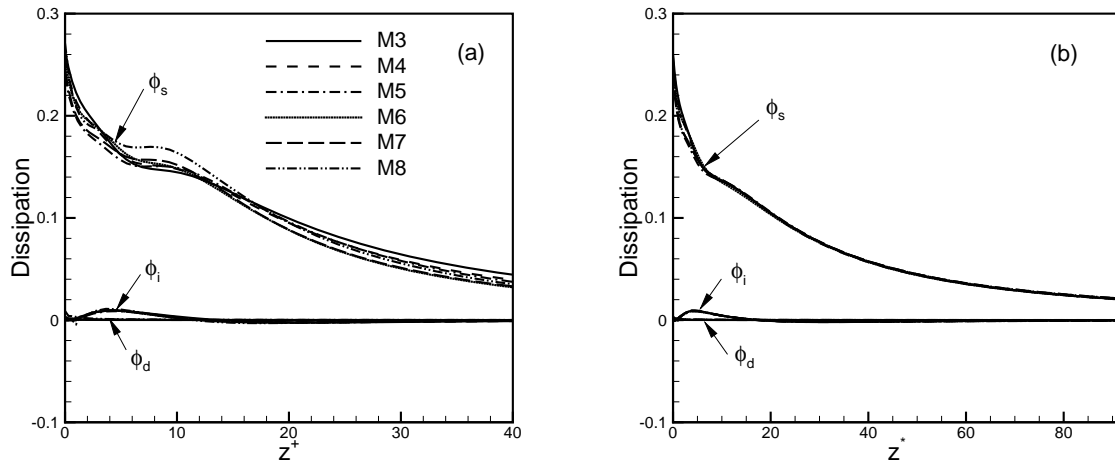 0.3
0.2
0.1
0
-0.1
Dissipation
0 10 20 30 40
z+
(a)
M3
M4
M5
M6
M7
M8
ϕs
ϕi
ϕd
0.3
0.2
0.1
0
-0.1
Dissipation
0 20 40 60 80
z*
(b)
ϕs
ϕi
ϕd